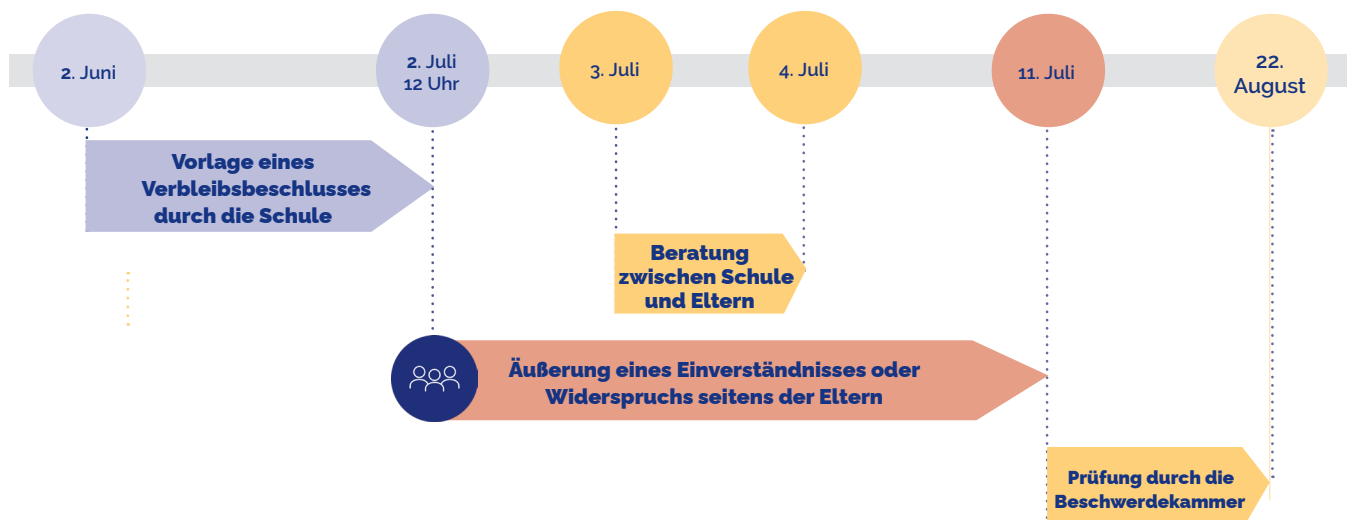 2. Juni
2. Juli
12 Uhr
3. Juli
4. Juli
11. Juli
22.
August
Vorlage eines
Verbleibsbeschlusses
durch die Schule
Beratung
zwischen Schule
und Eltern
Äußerung eines Einverständnisses oder
Widerspruchs seitens der Eltern
Prüfung durch die
Beschwerdekammer